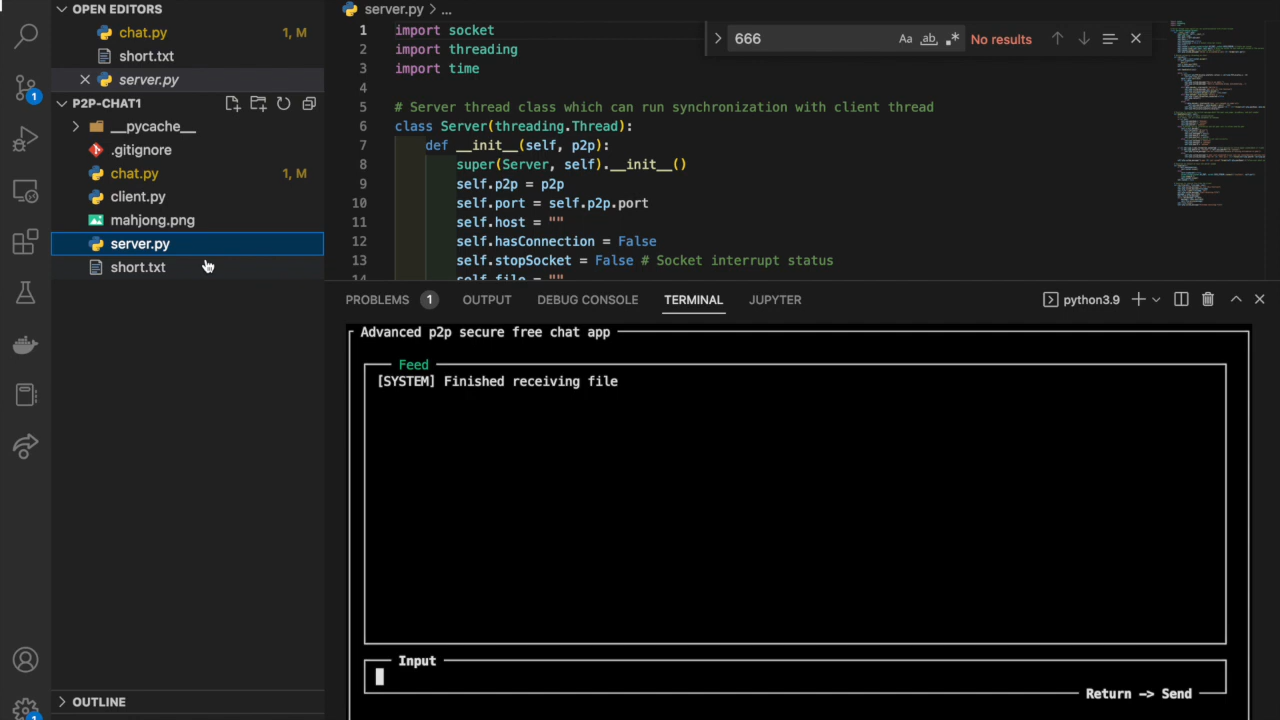 OPEN EDITORS
chat.py 1, M
short.txt
server.py
P2P-CHAT1
__pycache__
.gitignore
chat.py 1, M
client.py
mahjong.png
server.py
short.txt
OUTLINE
1
1
server.py > ...
1 import socket
2 import threading
3 import time
4
5 # Server thread class which can run synchronization with client thread
6 class Server(threading.Thread):
7 def __init__(self, p2p):
8 super(Server, self).__init__()
9 self.p2p = p2p
10 self.port = self.p2p.port
11 self.host = ""
12 self.hasConnection = False
13 self.stopSocket = False # Socket interrupt status
14 self.file = ""
666 Aa ab .* No results
PROBLEMS 1 OUTPUT DEBUG CONSOLE TERMINAL JUPYTER python3.9
Advanced p2p secure free chat app
Feed
[SYSTEM] Finished receiving file
Input
Return -> Send